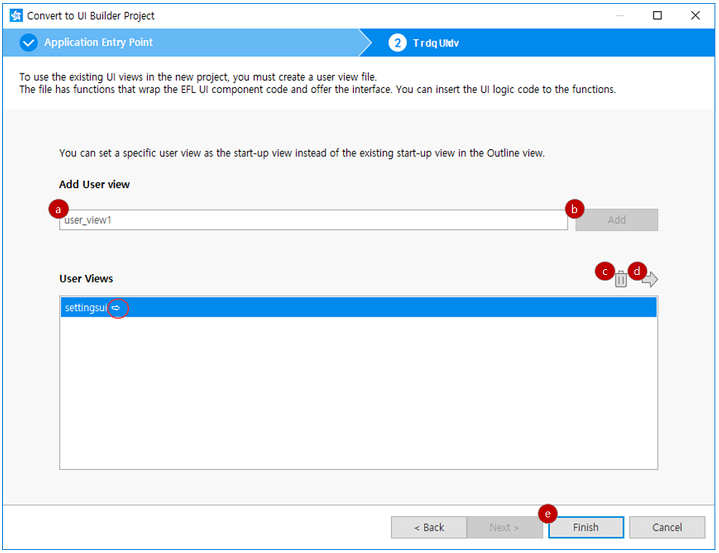 Convert to UI Builder Project
Application Entry Point
2 TrdqUIdv
To use the existing UI views in the new project, you must create a user view file.
The file has functions that wrap the EFL UI component code and offer the interface. You can insert the UI logic code to the functions.
You can set a specific user view as the start-up view instead of the existing start-up view in the Outline view.
Add User view
a b
user_view1 Add
User Views c d
settingsui ⇨
e
< Back Next > Finish Cancel